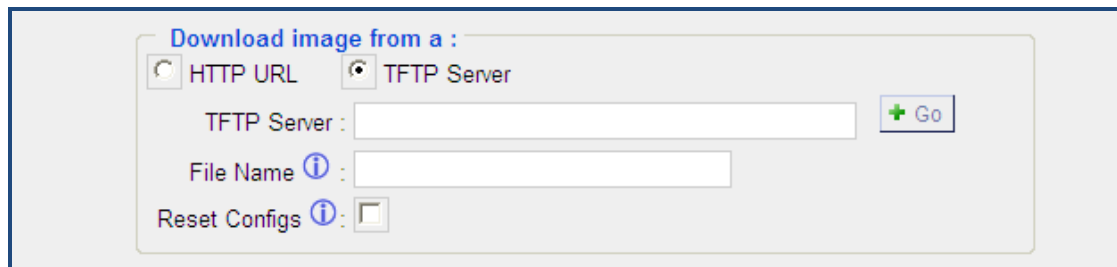 Download image from a :
HTTP URL TFTP Server
TFTP Server : Go
File Name :
Reset Configs :